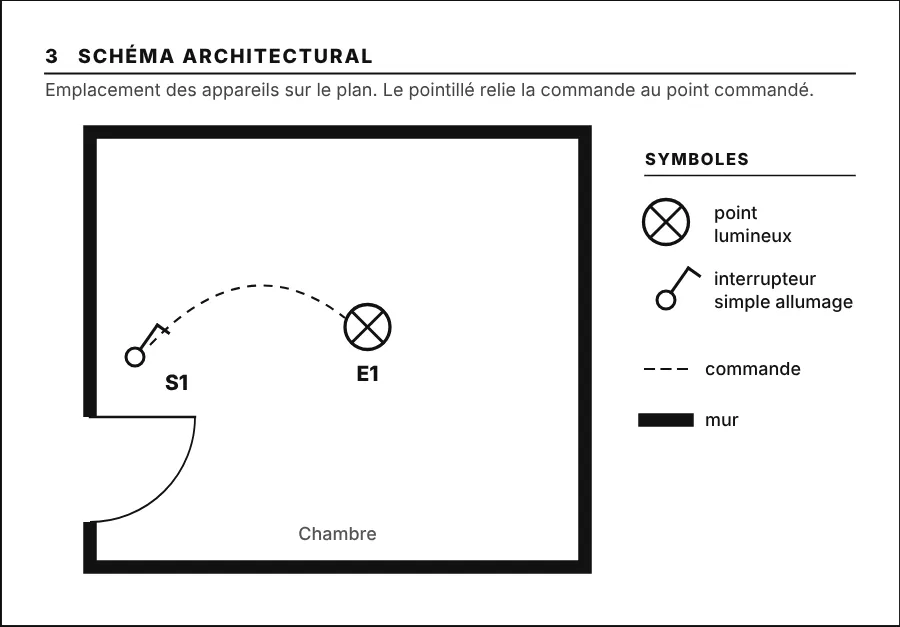 3 SCHÉMA ARCHITECTURAL
Emplacement des appareils sur le plan. Le pointillé relie la commande au point commandé.
SYMBOLES
point
lumineux
interrupteur
simple allumage
commande
mur
S1
E1
Chambre